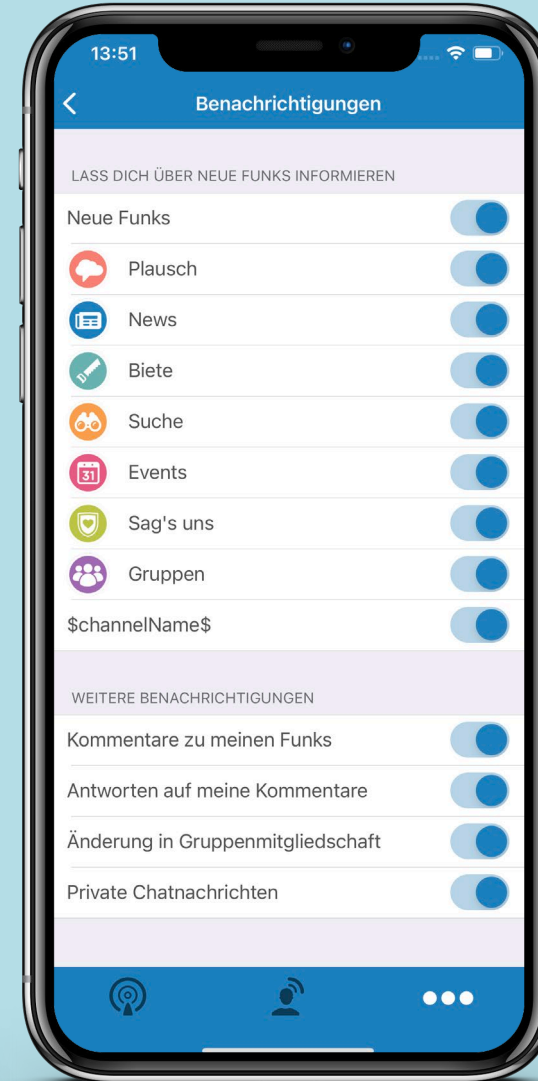 13:51
Benachrichtigungen
LASS DICH ÜBER NEUE FUNKS INFORMIEREN
Neue Funks
Plausch
News
Biete
Suche
31
Events
Sag's uns
Gruppen
$channelName$
WEITERE BENACHRICHTIGUNGEN
Kommentare zu meinen Funks
Antworten auf meine Kommentare
Änderung in Gruppenmitgliedschaft
Private Chatnachrichten